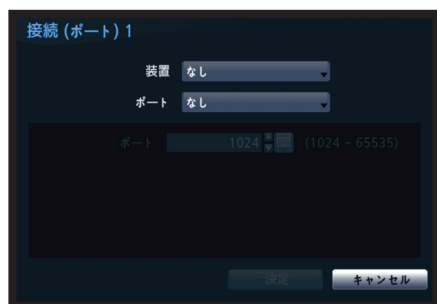 接続 (ポート) 1
装置 なし
ポート なし
ポート 1024 (1024 ~ 65535)
決定 キャンセル